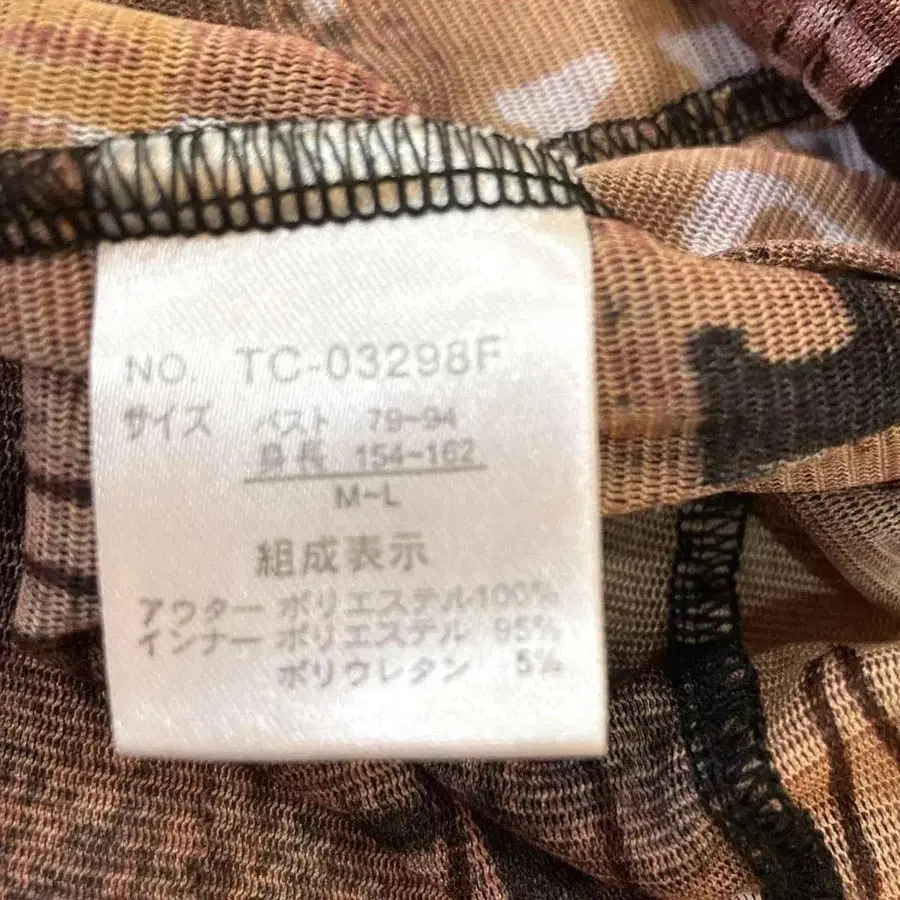 NO. TC-03298F
サイズ バスト 79~94
身長 154~162
M~L
組成表示
アウター ポリエステル100%
インナー ポリエステル 95%
ポリウレタン 5%